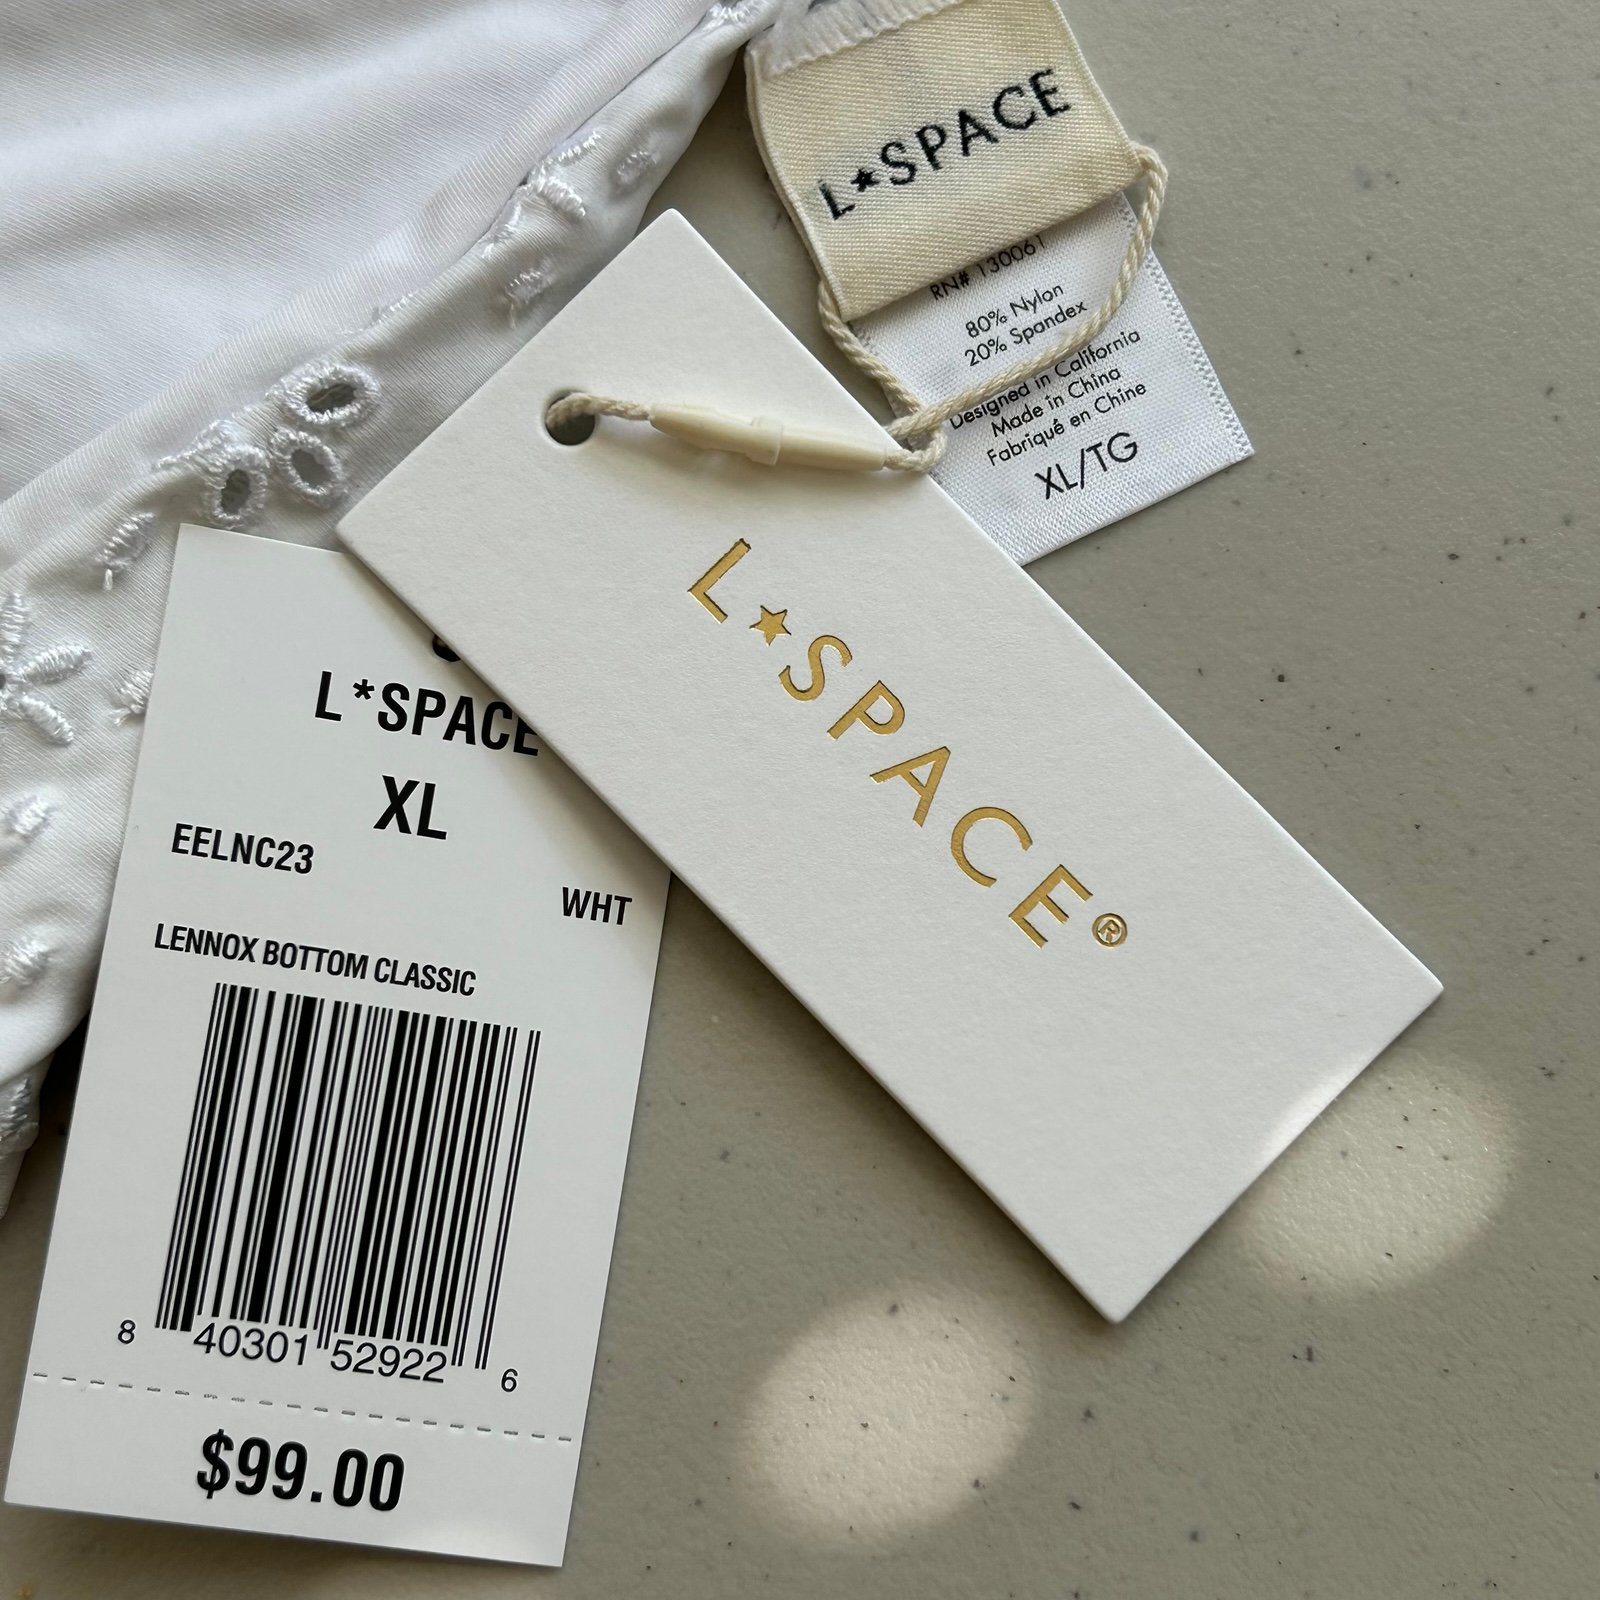 L★SPACE
RN# 130061
80% Nylon
20% Spandex
Designed in California
Made in China
Fabriqué en Chine
XL/TG
L★SPACE®
L*SPACE
XL
EELNC23
WHT
LENNOX BOTTOM CLASSIC
8 40301 52922 6
$99.00